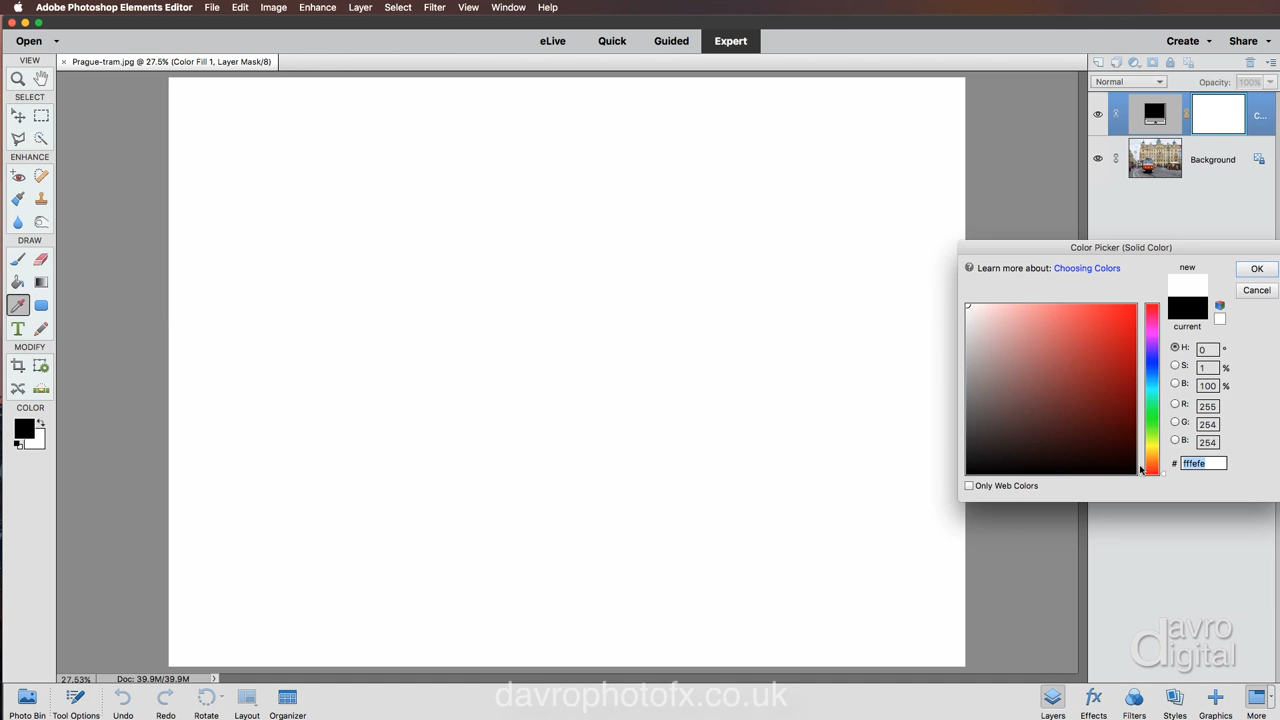 Adobe Photoshop Elements Editor File Edit Image Enhance Layer Select Filter View Window Help
Open eLive Quick Guided Expert Create Share
VIEW
× Prague-tram.jpg @ 27.5% (Color Fill 1, Layer Mask/8)
Normal Opacity: 100%
SELECT
C...
ENHANCE
Background
DRAW
Color Picker (Solid Color)
? Learn more about: Choosing Colors
new
OK
Cancel
current
T
MODIFY
H: 0 °
S: 1 %
B: 100 %
COLOR
R: 255
G: 254
B: 254
# fffefe
Only Web Colors
davro
digital
27.53% Doc: 39.9M/39.9M
davrophotofx.co.uk
Photo Bin Tool Options Undo Redo Rotate Layout Organizer Layers Effects Filters Styles Graphics More